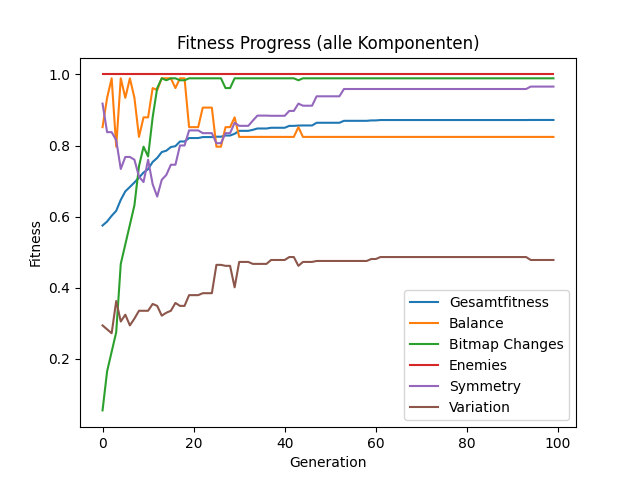 Fitness Progress (alle Komponenten)
Fitness
1.0
0.8
0.6
0.4
0.2
0 20 40 60 80 100
Generation
Gesamtfitness
Balance
Bitmap Changes
Enemies
Symmetry
Variation